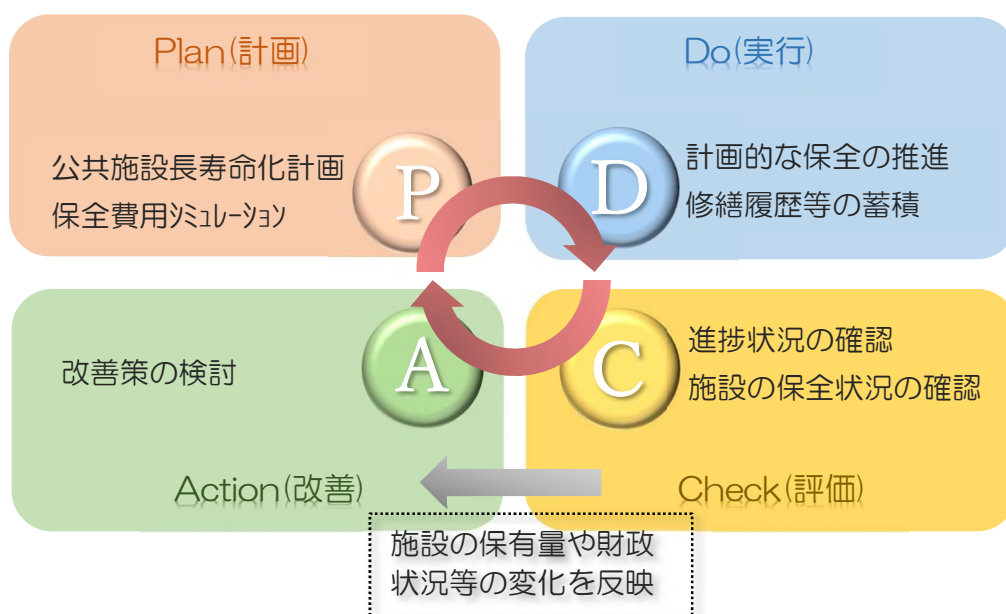 Plan(計画)
公共施設長寿命化計画
保全費用ｼﾐｭﾚｰｼｮﾝ
P
Do(実行)
D
計画的な保全の推進
修繕履歴等の蓄積
改善策の検討
A
Action(改善)
C
進捗状況の確認
施設の保全状況の確認
Check(評価)
施設の保有量や財政
状況等の変化を反映